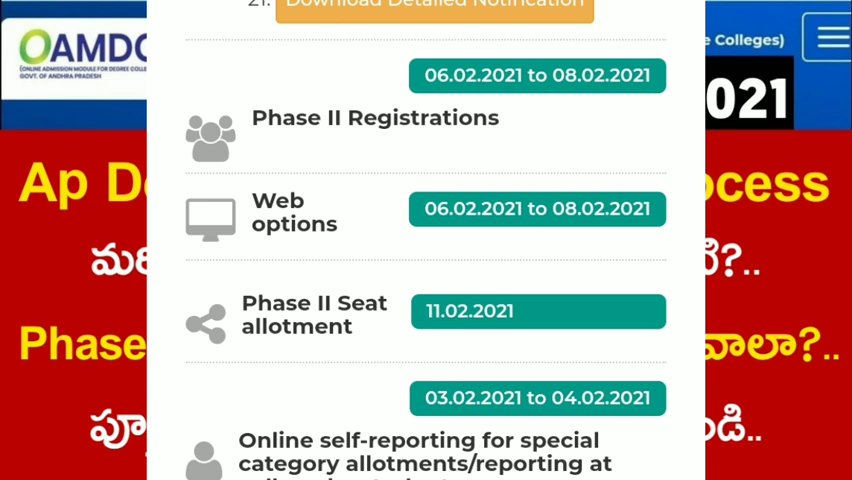 21. Download Detailed Notification
OAMDC
(ONLINE ADMISSION MODULE FOR DEGREE
GOVT. OF ANDHRA PRADESH
e Colleges)
06.02.2021 to 08.02.2021
021
Phase II Registrations
Ap
ocess
Web
options
06.02.2021 to 08.02.2021
మరి
?..
Phase II Seat
allotment
11.02.2021
Phase
వాలా?..
03.02.2021 to 04.02.2021
పూ
డి..
Online self-reporting for special
category allotments/reporting at